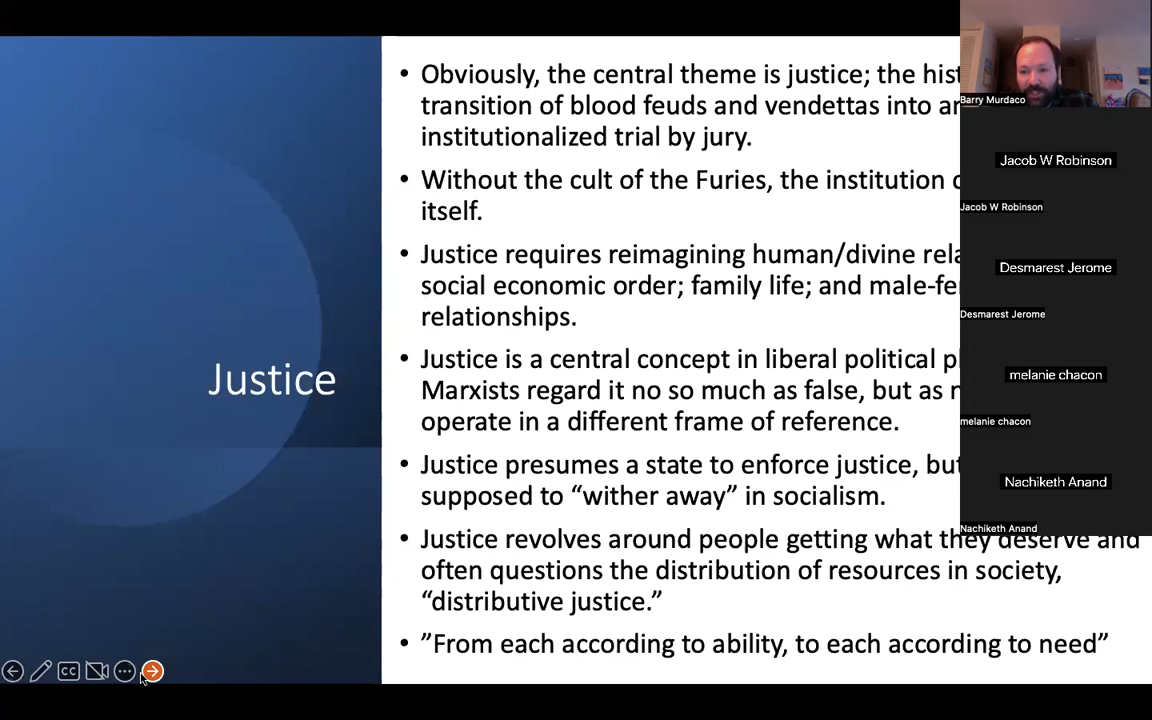 Justice
• Obviously, the central theme is justice; the
transition of blood feuds and vendettas into
institutionalized trial by jury.
• Without the cult of the Furies, the institution
itself.
• Justice requires reimagining human/divine
social economic order; family life; and
relationships.
• Justice is a central concept in liberal political
Marxists regard it no so much as false, but as
operate in a different frame of reference.
• Justice presumes a state to enforce justice,
supposed to “wither away” in socialism.
• Justice revolves around people getting what they deserve and
often questions the distribution of resources in society,
“distributive justice.”
• ”From each according to ability, to each according to need”
CC
Barry Murdaco
Jacob W Robinson
Jacob W Robinson
Desmarest Jerome
Desmarest Jerome
melanie chacon
melanie chacon
Nachiketh Anand
Nachiketh Anand